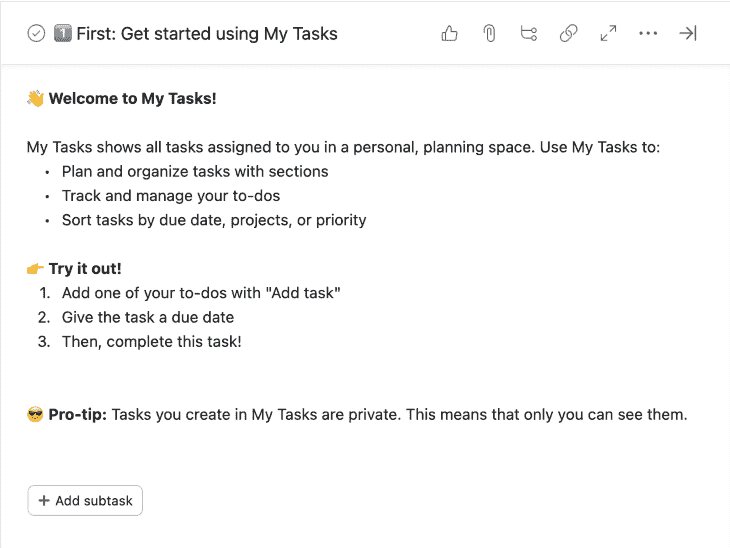 1️⃣ First: Get started using My Tasks
👋 Welcome to My Tasks!
My Tasks shows all tasks assigned to you in a personal, planning space. Use My Tasks to:
• Plan and organize tasks with sections
• Track and manage your to-dos
• Sort tasks by due date, projects, or priority
👉 Try it out!
1. Add one of your to-dos with "Add task"
2. Give the task a due date
3. Then, complete this task!
😎 Pro-tip: Tasks you create in My Tasks are private. This means that only you can see them.
+ Add subtask